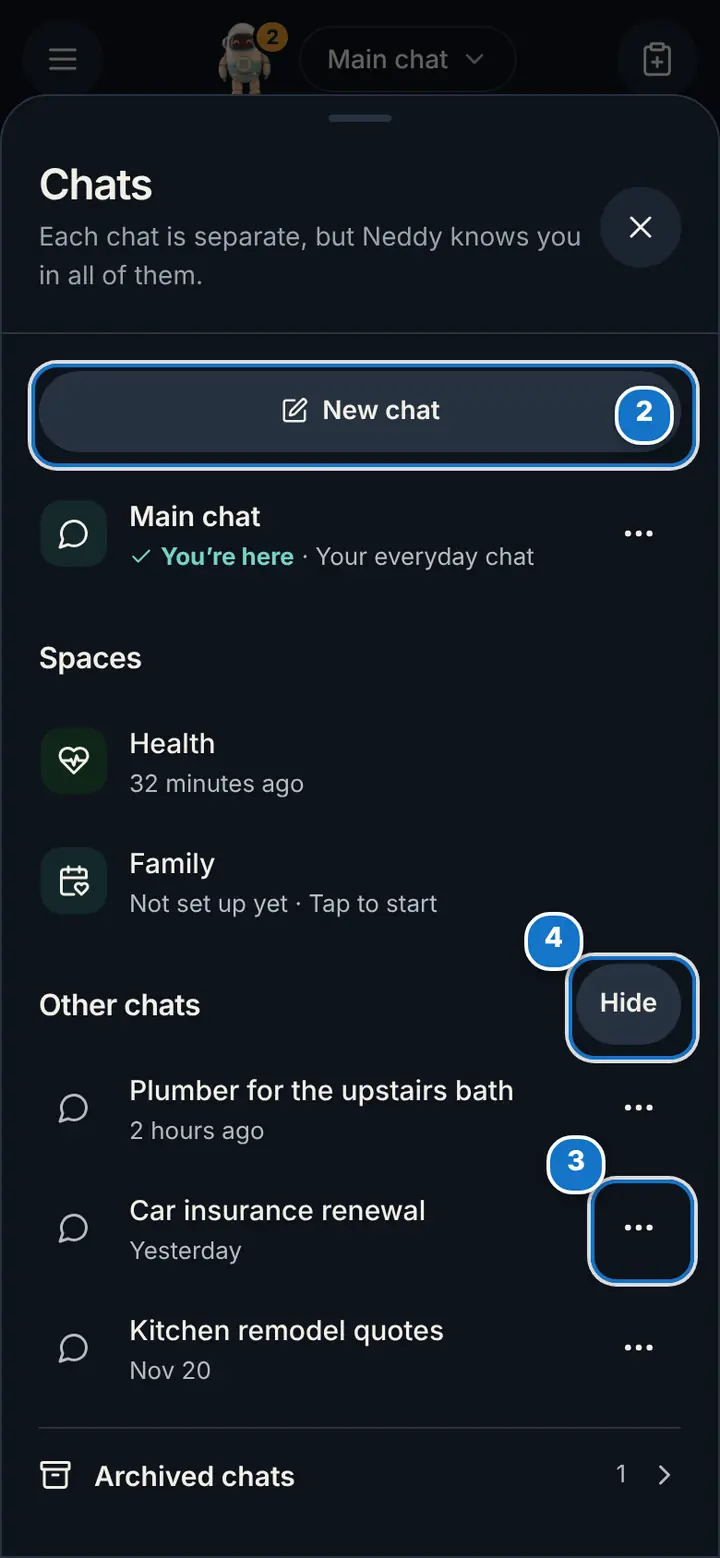 2
Main chat
Chats
Each chat is separate, but Neddy knows you
in all of them.
New chat
2
Main chat
You’re here · Your everyday chat
Spaces
Health
32 minutes ago
Family
Not set up yet · Tap to start
4
Other chats
Hide
Plumber for the upstairs bath
2 hours ago
3
Car insurance renewal
Yesterday
Kitchen remodel quotes
Nov 20
Archived chats
1